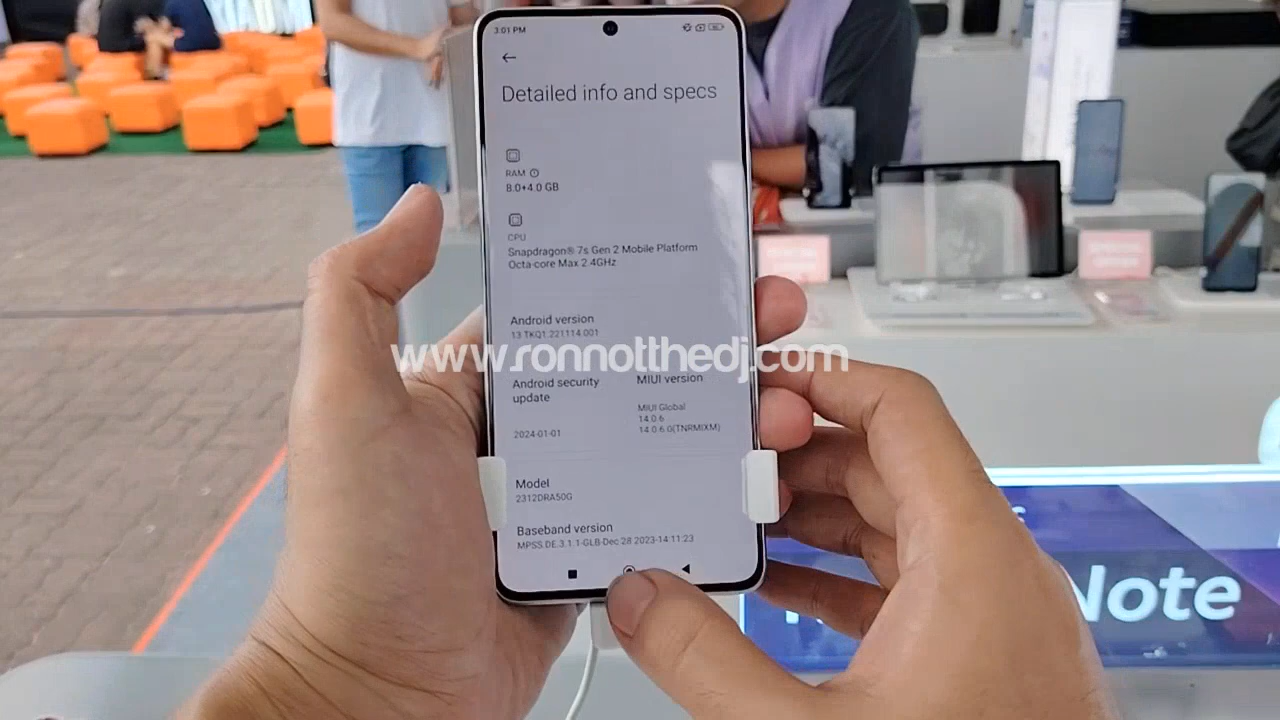 3:01 PM
Detailed info and specs
RAM
8.0+4.0 GB
CPU
Snapdragon® 7s Gen 2 Mobile Platform
Octa-core Max 2.4GHz
Android version
13 TKQ1.221114.001
www.ronnotthedj.com
Android security
update
2024-01-01
MIUI version
MIUI Global
14.0.6
14.0.6.0(TNRMIXM)
Model
2312DRA50G
Baseband version
MPSS.DE.3.1.1-GLB-Dec 28 2023-14:11:23
Note